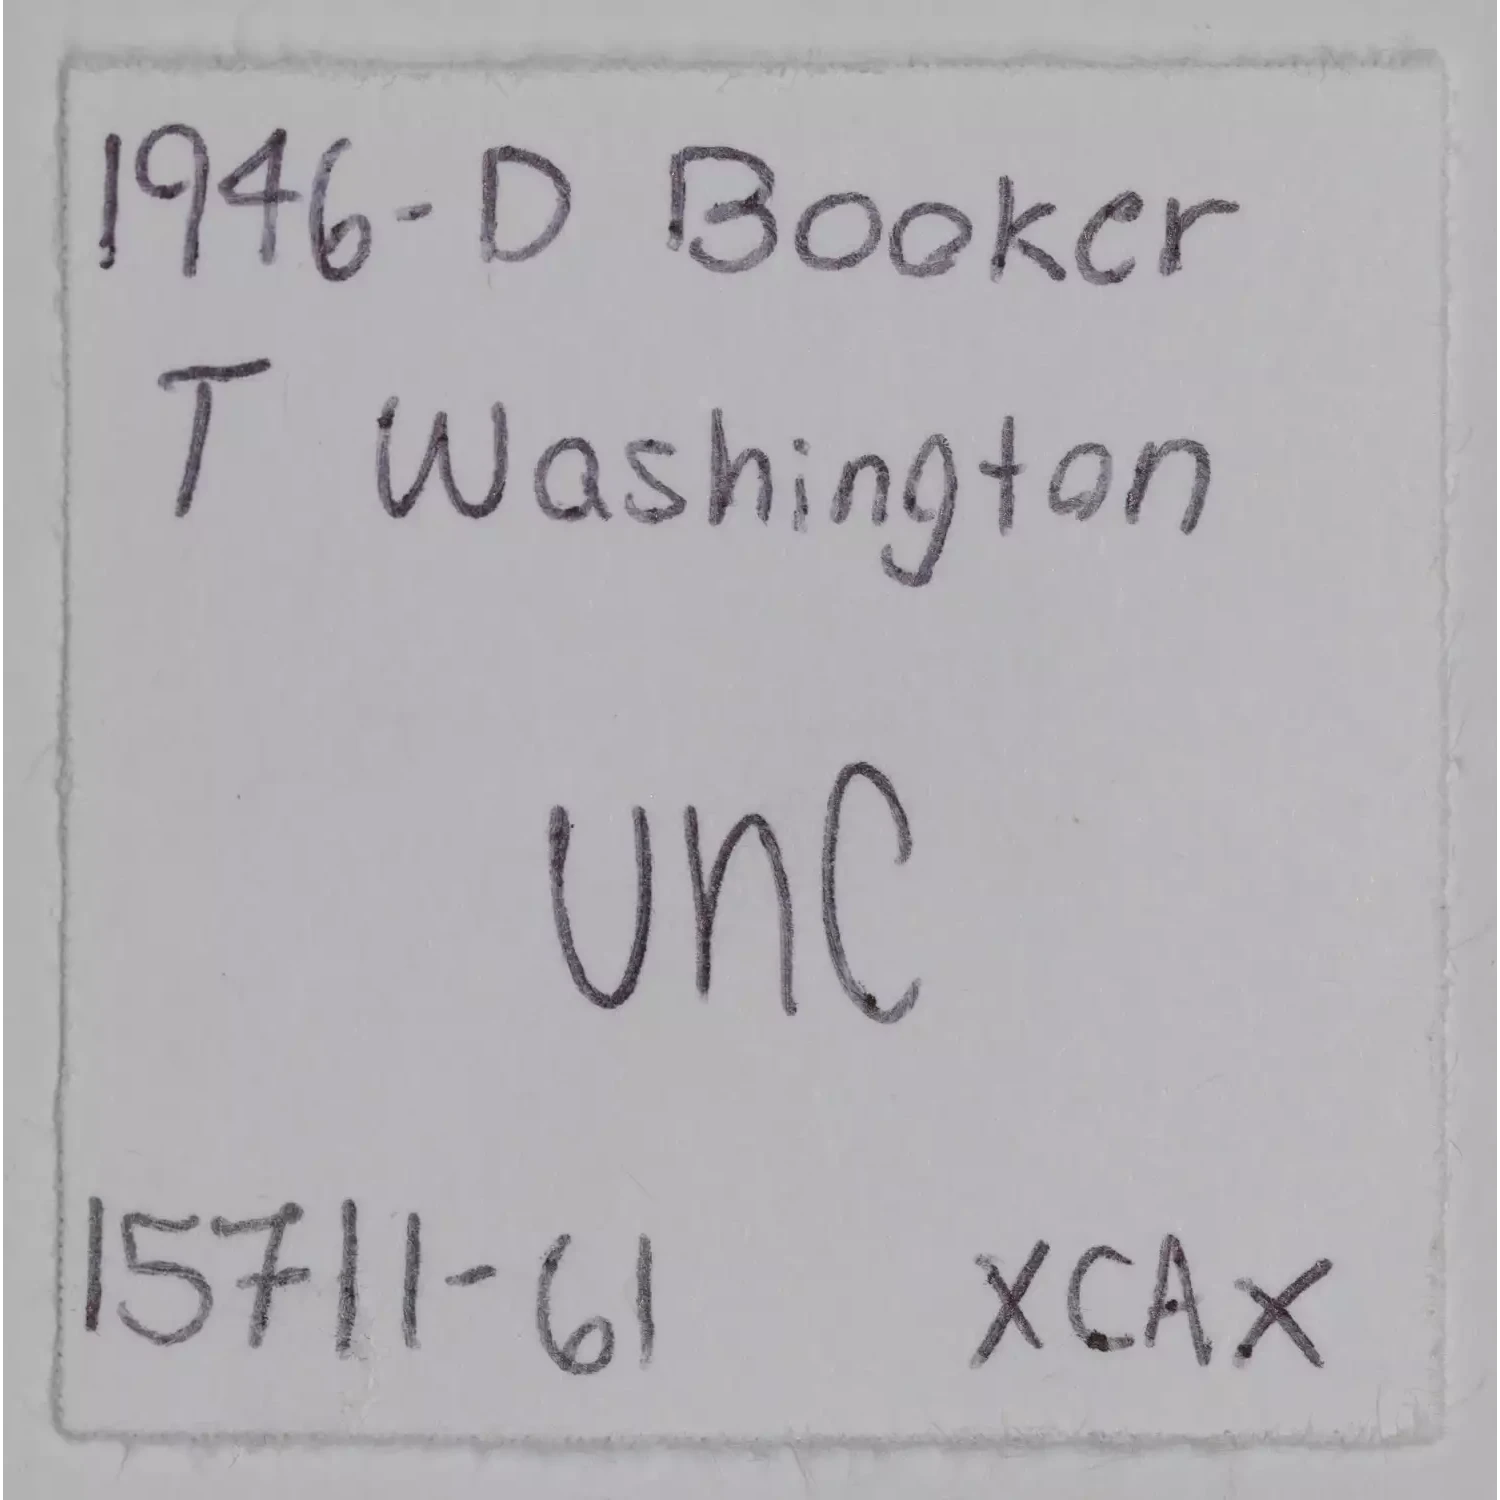 1946-D Booker
T Washington
UNC
15711-61 XCAX